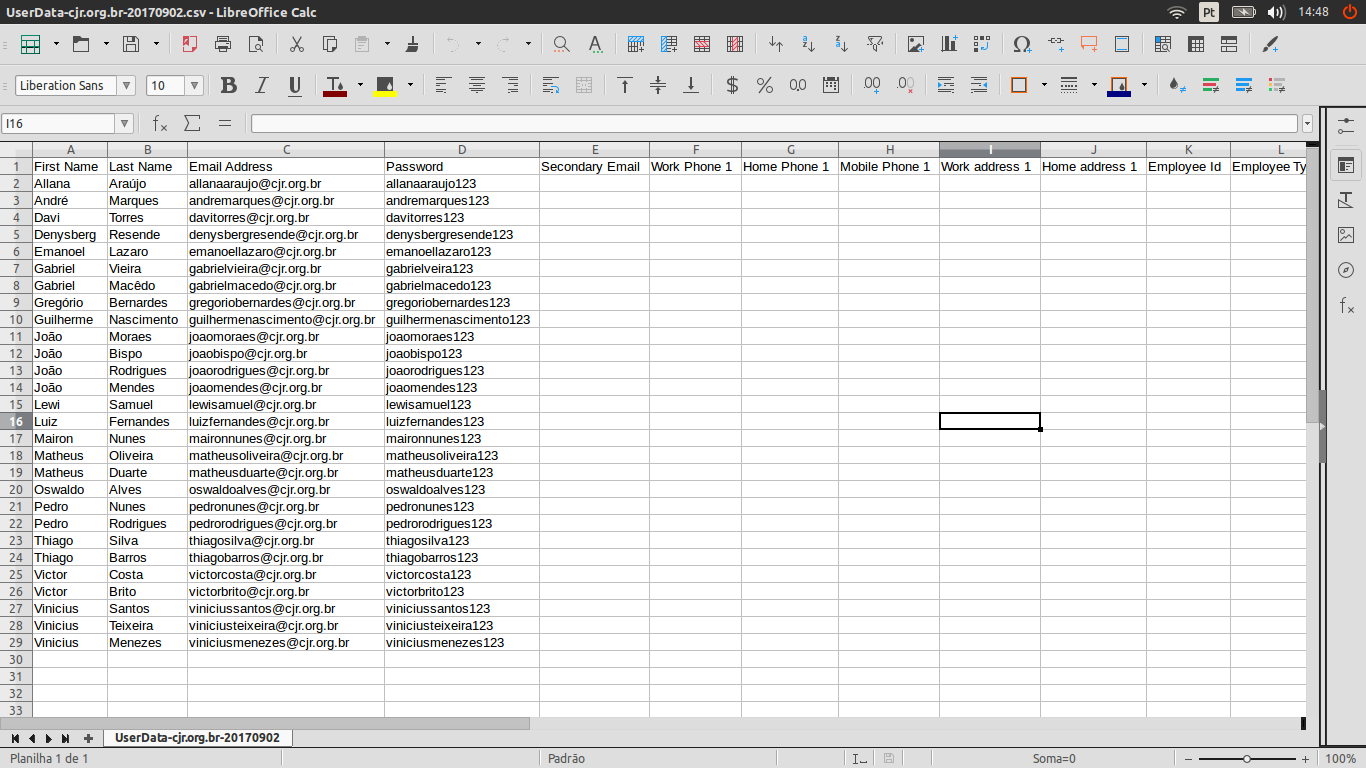 UserData-cjr.org.br-20170902.csv - LibreOffice Calc Pt 14:48
Liberation Sans 10
I16
A B C D E F G H I J K L
1 First Name Last Name Email Address Password Secondary Email Work Phone 1 Home Phone 1 Mobile Phone 1 Work address 1 Home address 1 Employee Id Employee Ty
2 Allana Araújo allanaaraujo@cjr.org.br allanaaraujo123
3 André Marques andremarques@cjr.org.br andremarques123
4 Davi Torres davitorres@cjr.org.br davitorres123
5 Denysberg Resende denysbergresende@cjr.org.br denysbergresende123
6 Emanoel Lazaro emanoellazaro@cjr.org.br emanoellazaro123
7 Gabriel Vieira gabrielvieira@cjr.org.br gabrielveira123
8 Gabriel Macêdo gabrielmacedo@cjr.org.br gabrielmacedo123
9 Gregório Bernardes gregoriobernardes@cjr.org.br gregoriobernardes123
10 Guilherme Nascimento guilhermenascimento@cjr.org.br guilhermenascimento123
11 João Moraes joaomoraes@cjr.org.br joaomoraes123
12 João Bispo joaobispo@cjr.org.br joaobispo123
13 João Rodrigues joaorodrigues@cjr.org.br joaorodrigues123
14 João Mendes joaomendes@cjr.org.br joaomendes123
15 Lewi Samuel lewisamuel@cjr.org.br lewisamuel123
16 Luiz Fernandes luizfernandes@cjr.org.br luizfernandes123
17 Mairon Nunes maironnunes@cjr.org.br maironnunes123
18 Matheus Oliveira matheusoliveira@cjr.org.br matheusoliveira123
19 Matheus Duarte matheusduarte@cjr.org.br matheusduarte123
20 Oswaldo Alves oswaldoalves@cjr.org.br oswaldoalves123
21 Pedro Nunes pedronunes@cjr.org.br pedronunes123
22 Pedro Rodrigues pedrorodrigues@cjr.org.br pedrorodrigues123
23 Thiago Silva thiagosilva@cjr.org.br thiagosilva123
24 Thiago Barros thiagobarros@cjr.org.br thiagobarros123
25 Victor Costa victorcosta@cjr.org.br victorcosta123
26 Victor Brito victorbrito@cjr.org.br victorbrito123
27 Vinicius Santos viniciussantos@cjr.org.br viniciussantos123
28 Vinicius Teixeira viniciusteixeira@cjr.org.br viniciusteixeira123
29 Vinicius Menezes viniciusmenezes@cjr.org.br viniciusmenezes123
30
31
32
33
UserData-cjr.org.br-20170902
Planilha 1 de 1 Padrão Soma=0 100%